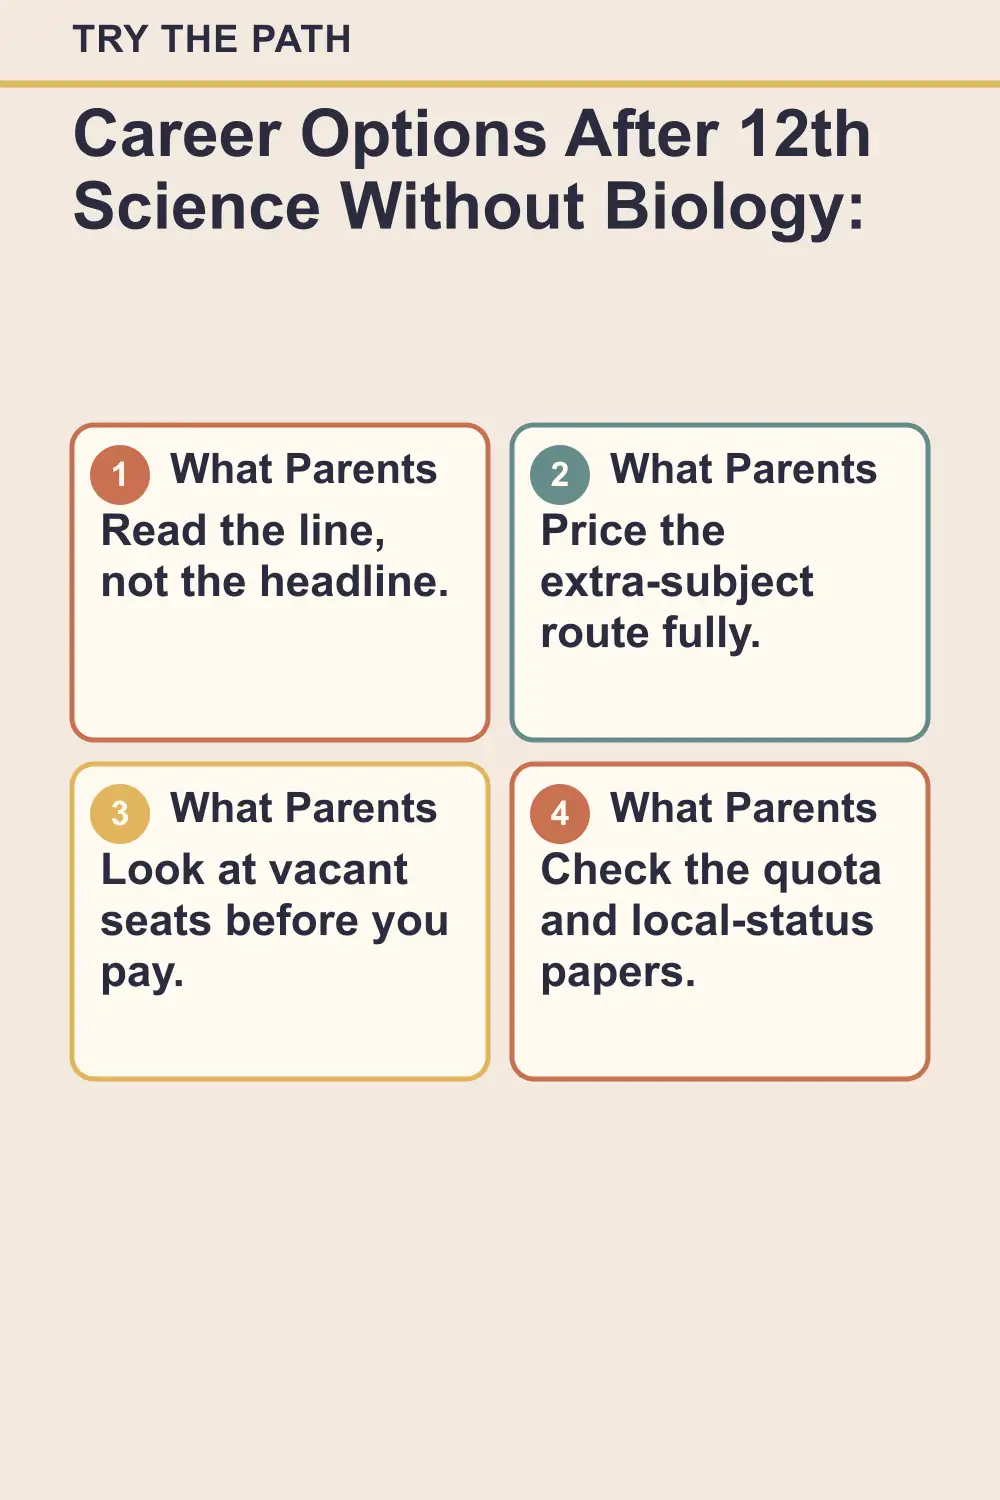 TRY THE PATH
Career Options After 12th
Science Without Biology:
1 What Parents
Read the line,
not the headline.
2 What Parents
Price the
extra-subject
route fully.
3 What Parents
Look at vacant
seats before you
pay.
4 What Parents
Check the quota
and local-status
papers.